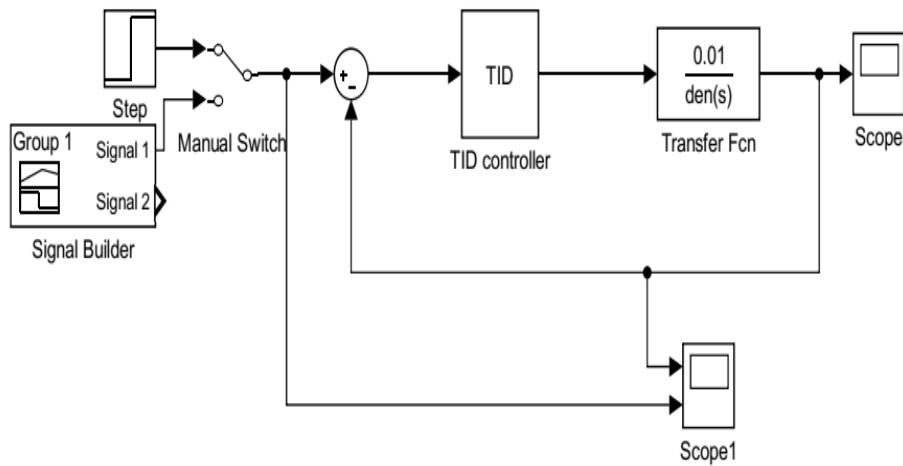 Step
Manual Switch
Group 1
Signal 1
Signal 2
Signal Builder
+
-
TID
TID controller
0.01
den(s)
Transfer Fcn
Scope
Scope1